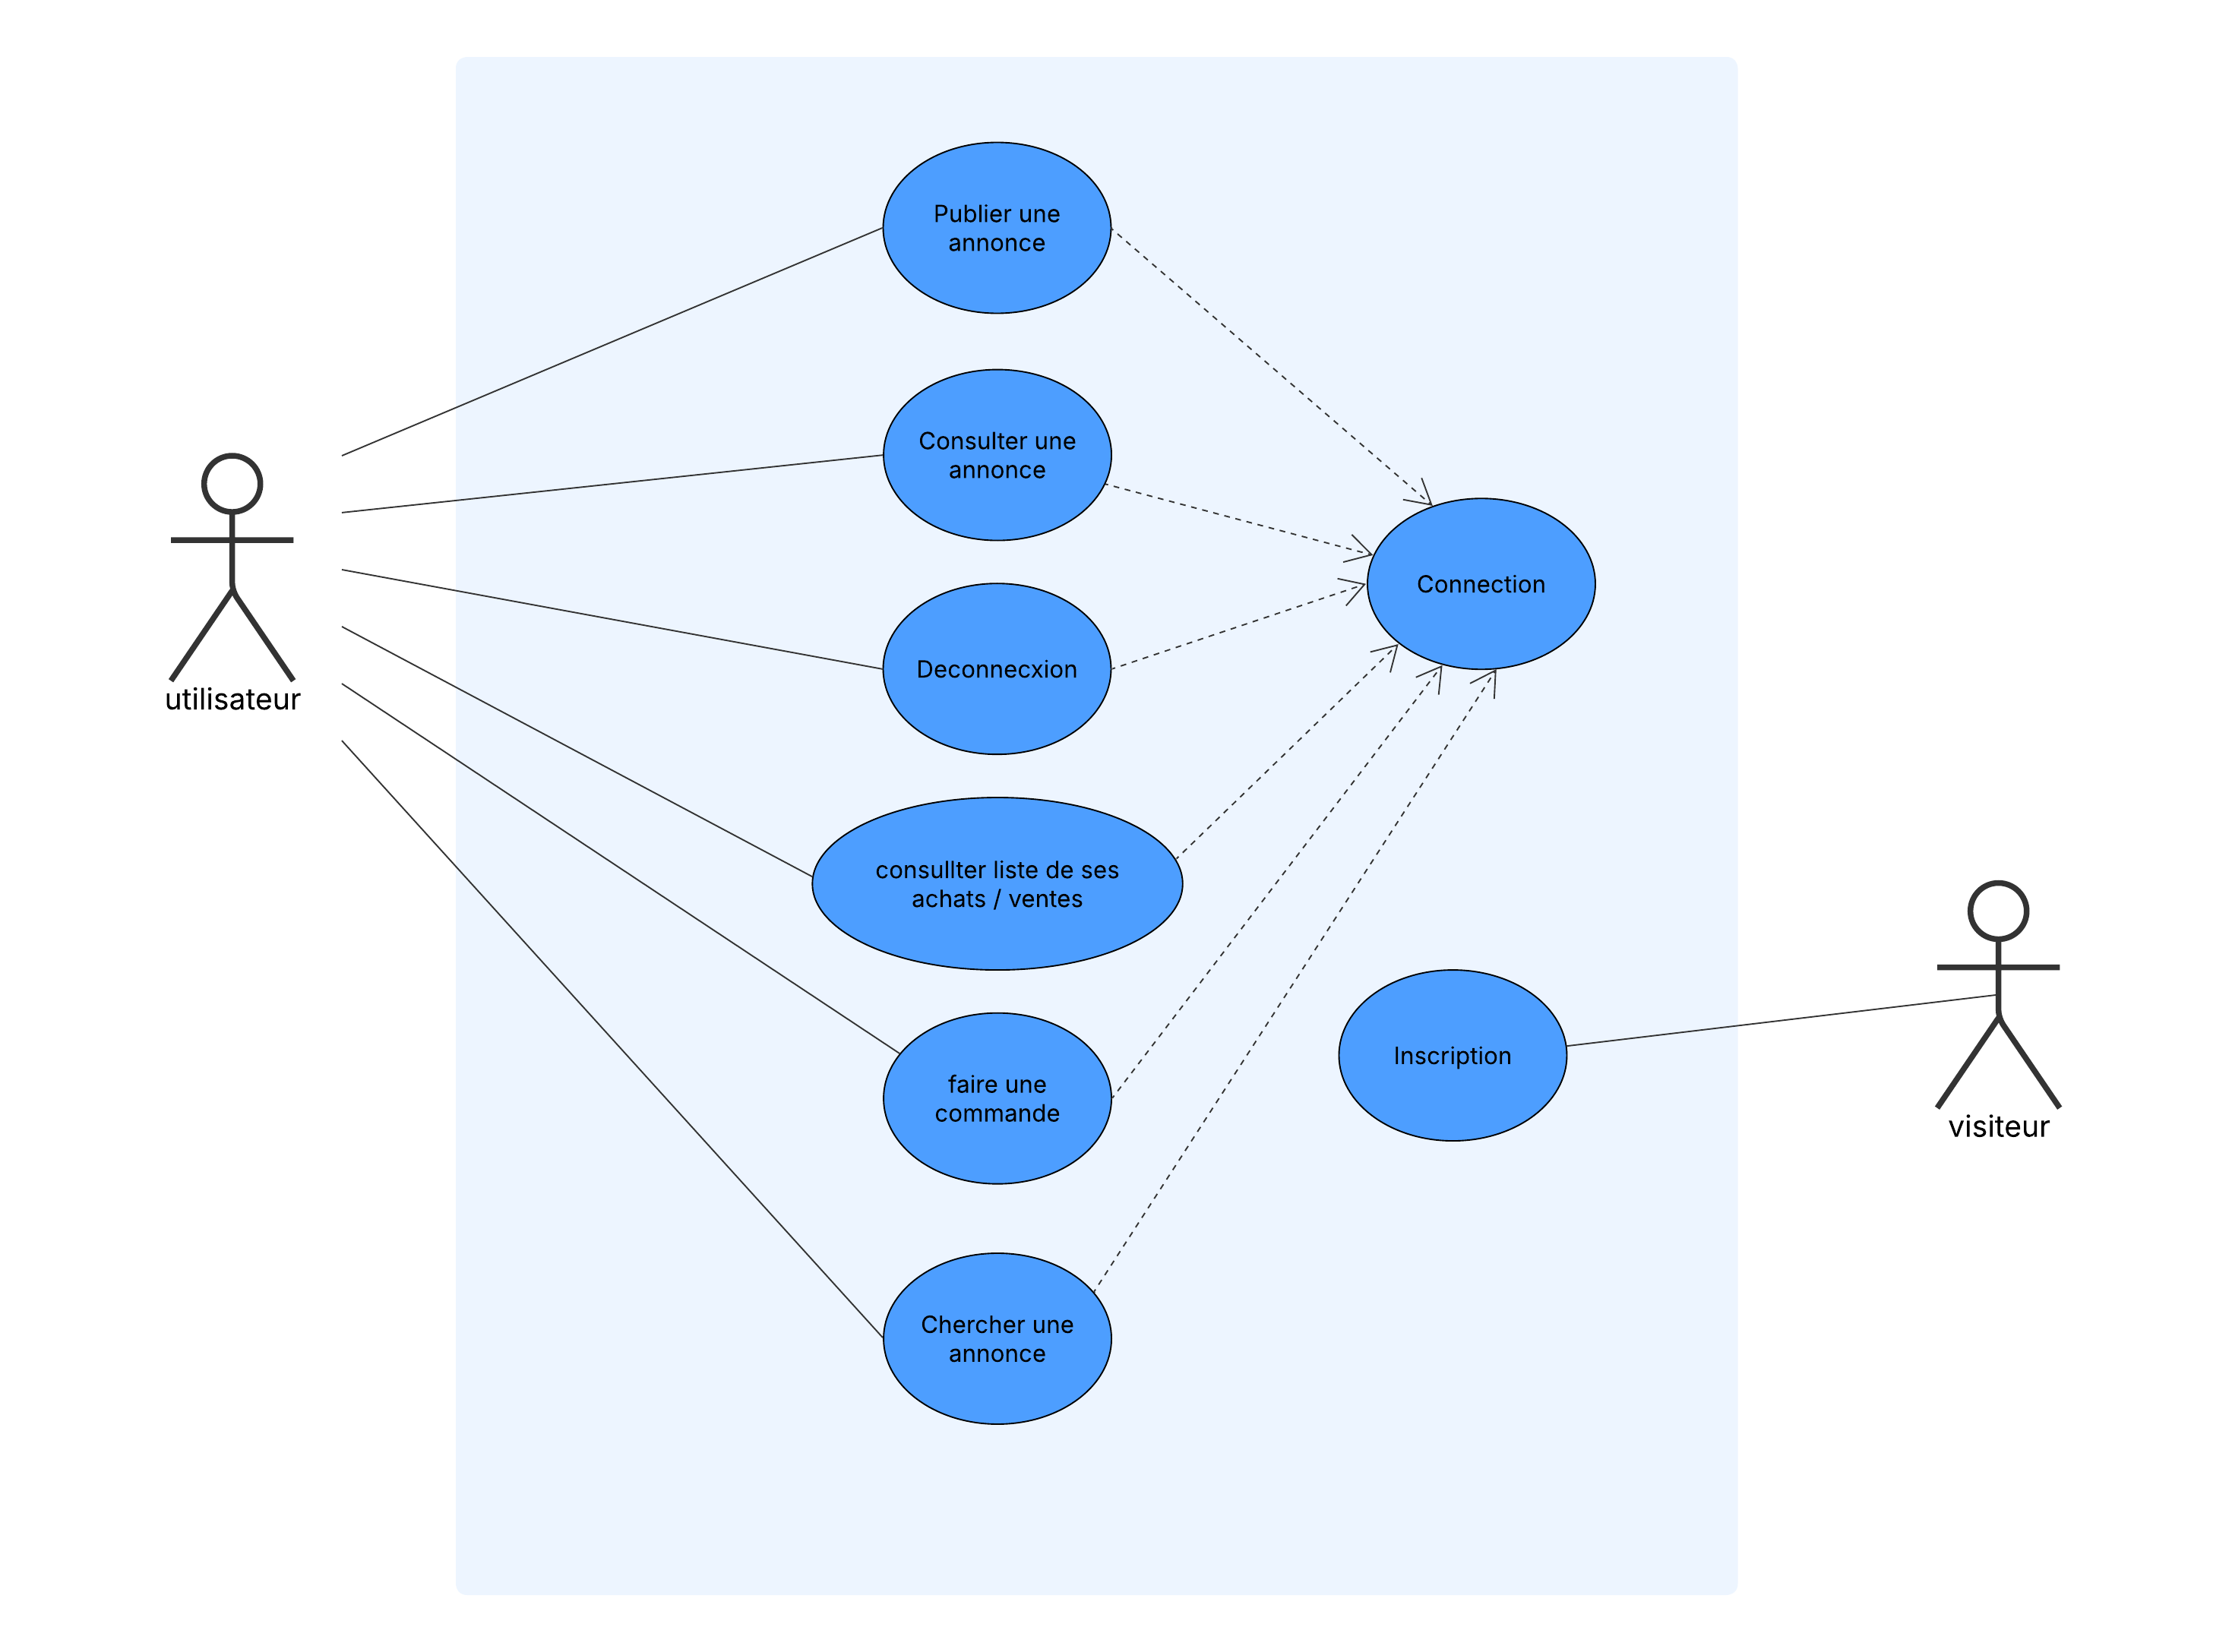 Publier une
annonce
Consulter une
annonce
Connection
Deconnecxion
utilisateur
consullter liste de ses
achats / ventes
Inscription
faire une
commande
visiteur
Chercher une
annonce